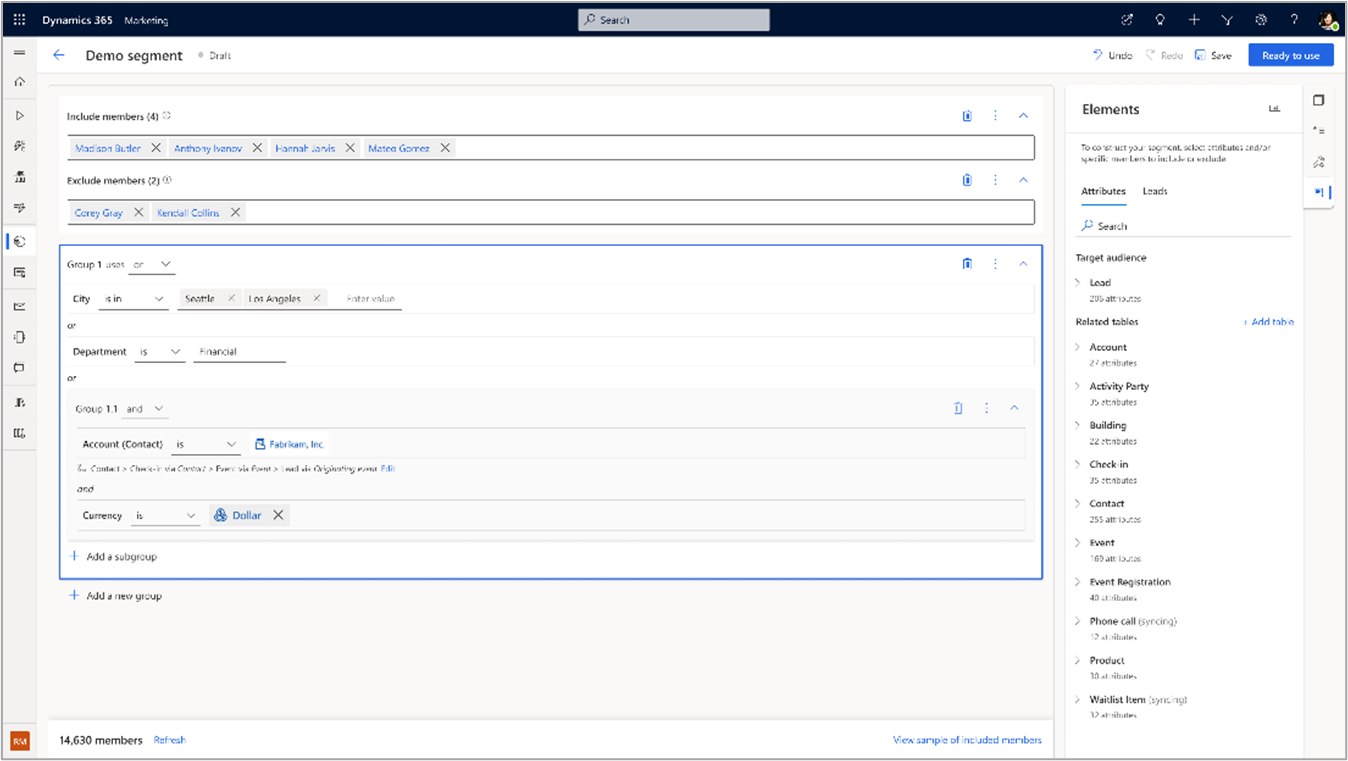 Dynamics 365 Marketing Search
Demo segment Draft Undo Redo Save Ready to use
Include members (4)
Madison Butler Anthony Ivanov Hannah Jarvis Mateo Gomez
Exclude members (2)
Corey Gray Kendall Collins
Group 1 uses or
City is in Seattle Los Angeles Enter value
or
Department is Financial
or
Group 1.1 and
Account (Contact) is Fabrikam, Inc.
Contact > Check-in via Contact > Event via Event > Lead via Originating event Edit
and
Currency is Dollar
+ Add a subgroup
+ Add a new group
14,630 members Refresh View sample of included members
RM
Elements
To construct your segment, select attributes and/or
specific members to include or exclude.
Attributes Leads
Search
Target audience
Lead
206 attributes
Related tables + Add table
Account
27 attributes
Activity Party
35 attributes
Building
22 attributes
Check-in
35 attributes
Contact
255 attributes
Event
169 attributes
Event Registration
40 attributes
Phone call (syncing)
12 attributes
Product
30 attributes
Waitlist Item (syncing)
32 attributes